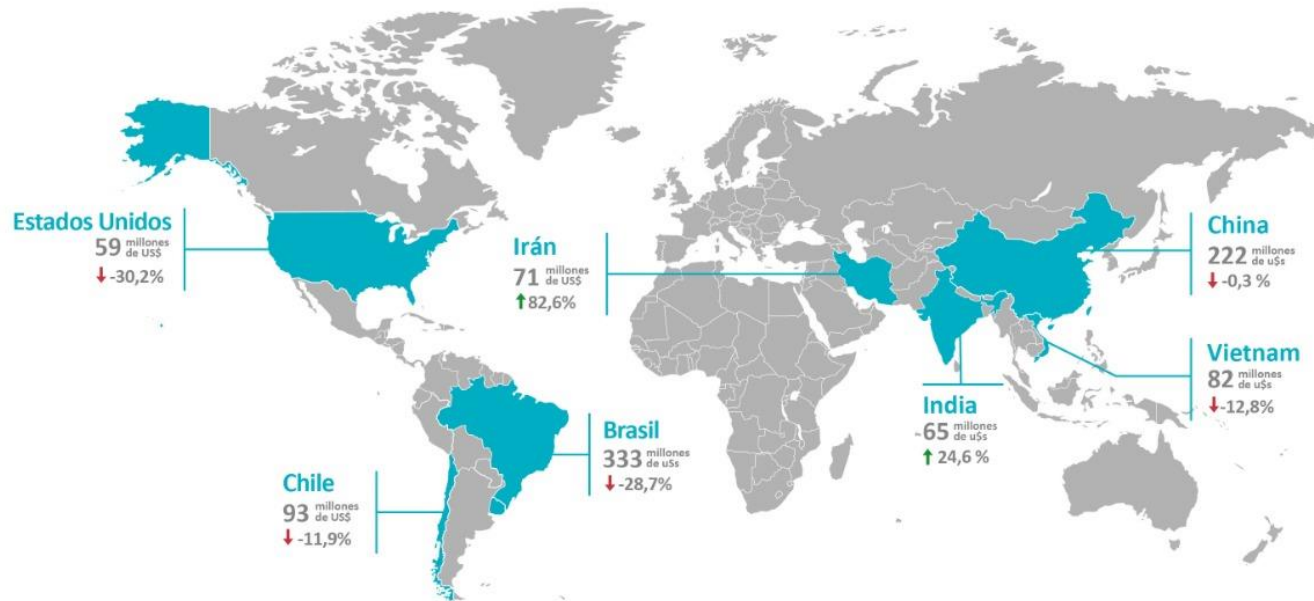 Estados Unidos
59 millones de US$
-30,2%
Irán
71 millones de US$
82,6%
China
222 millones de u$s
-0,3 %
Vietnam
82 millones de u$s
-12,8%
India
65 millones de u$s
24,6 %
Brasil
333 millones de u$s
-28,7%
Chile
93 millones de US$
-11,9%